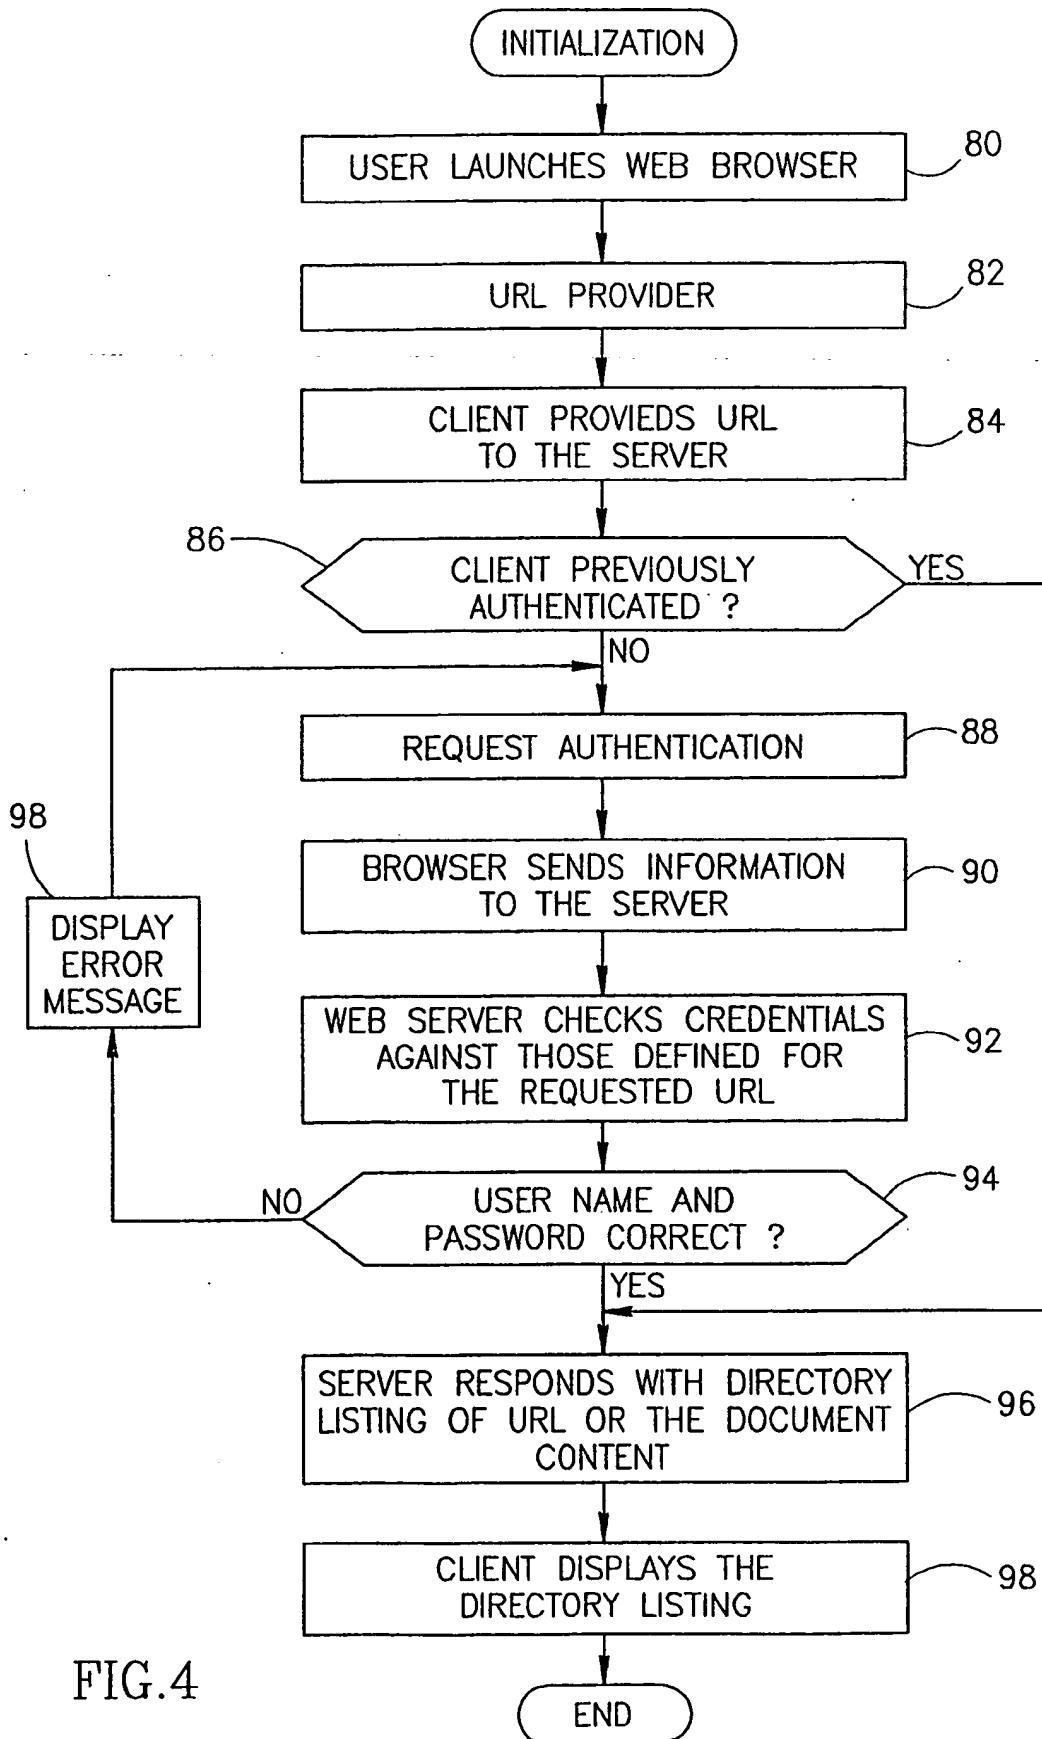 INITIALIZATION
USER LAUNCHES WEB BROWSER
80
URL PROVIDER
82
CLIENT PROVIEDS URL
TO THE SERVER
84
86
CLIENT PREVIOUSLY
AUTHENTICATED ?
YES
NO
REQUEST AUTHENTICATION
88
98
DISPLAY
ERROR
MESSAGE
BROWSER SENDS INFORMATION
TO THE SERVER
90
WEB SERVER CHECKS CREDENTIALS
AGAINST THOSE DEFINED FOR
THE REQUESTED URL
92
NO
USER NAME AND
PASSWORD CORRECT ?
94
YES
SERVER RESPONDS WITH DIRECTORY
LISTING OF URL OR THE DOCUMENT
CONTENT
96
CLIENT DISPLAYS THE
DIRECTORY LISTING
98
FIG.4
END